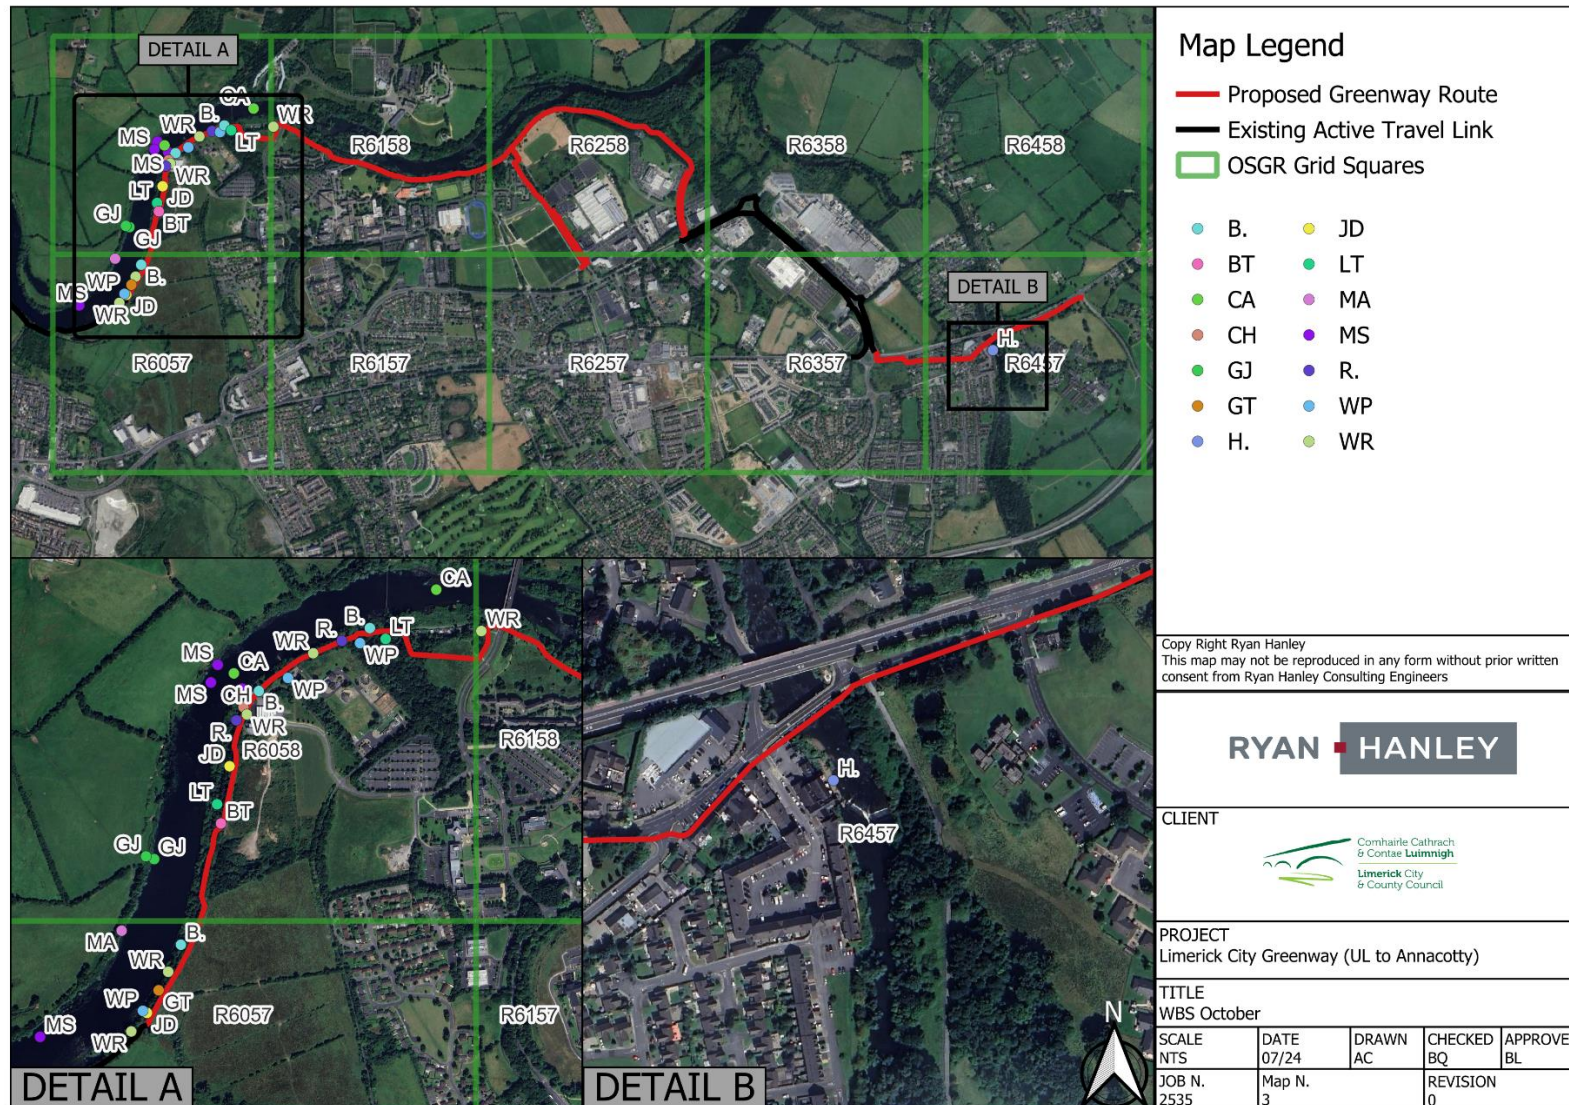 DETAIL A
CA
WR
B.
WR
MS
LT
MS
WR
LT
JD
GJ
BT
GJ
WP
B.
MS
JD
WR
R6158
R6258
R6358
R6458
DETAIL B
H.
R6057
R6157
R6257
R6357
R6457
CA
WR
B.
LT
R.
WR
WP
MS
CA
WP
MS
CH
B.
WR
R.
R6058
R6158
JD
LT
BT
GJ
GJ
MA
B.
WR
WP
GT
JD
R6057
R6157
MS
WR
DETAIL A
H.
R6457
N
DETAIL B
Map Legend
Proposed Greenway Route
Existing Active Travel Link
OSGR Grid Squares
B.
BT
CA
CH
GJ
GT
H.
JD
LT
MA
MS
R.
WP
WR
Copy Right Ryan Hanley
This map may not be reproduced in any form without prior written
consent from Ryan Hanley Consulting Engineers
RYAN HANLEY
CLIENT
Comhairle Cathrach
& Contae Luimnigh
Limerick City
& County Council
PROJECT
Limerick City Greenway (UL to Annacotty)
TITLE
WBS October
SCALE
NTS
DATE
07/24
DRAWN
AC
CHECKED
BQ
APPROVE
BL
JOB N.
2535
Map N.
3
REVISION
0